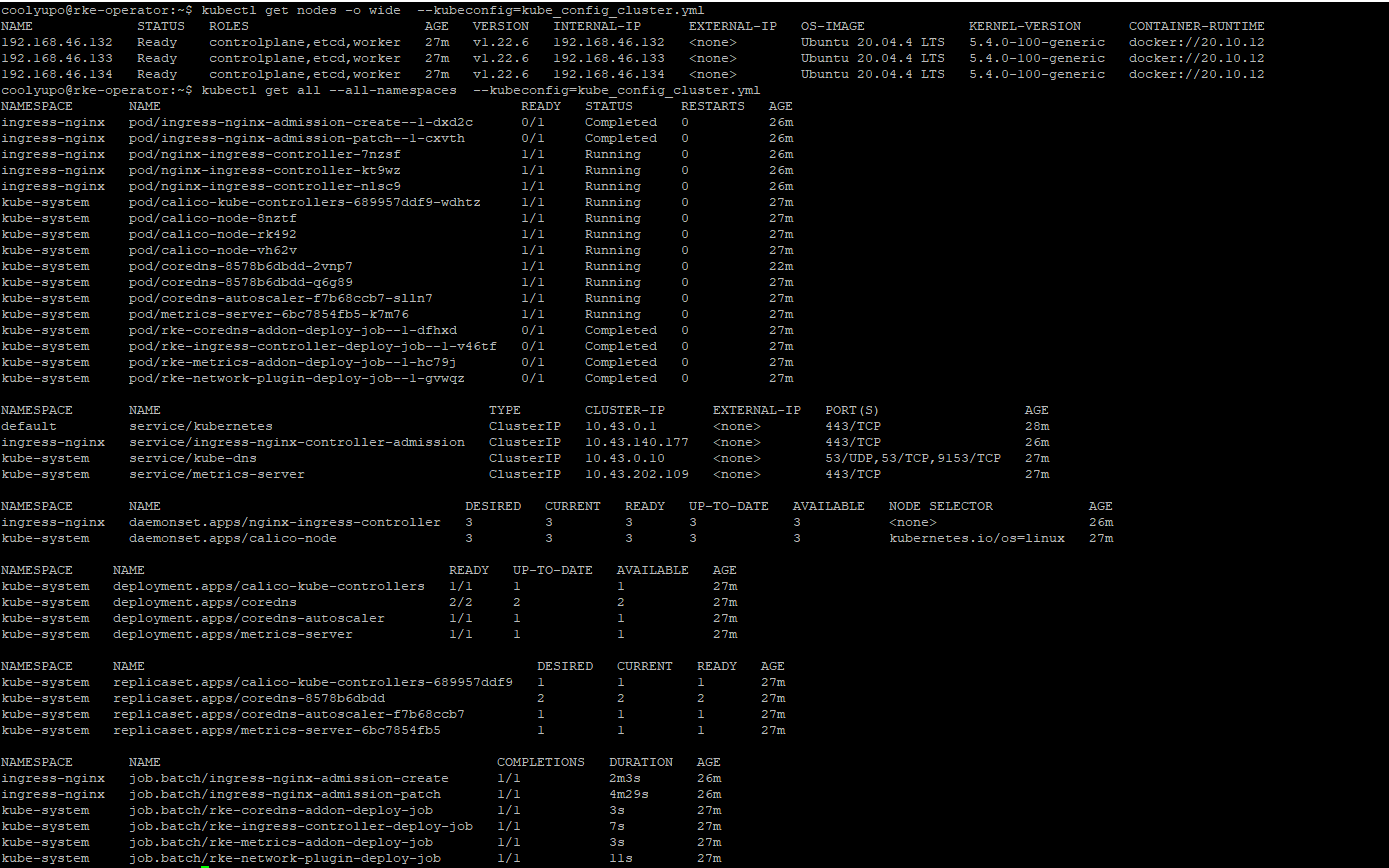 coolyupo@rke-operator:~$ kubectl get nodes -o wide  --kubeconfig=kube_config_cluster.yml
NAME             STATUS   ROLES                      AGE   VERSION   INTERNAL-IP      EXTERNAL-IP   OS-IMAGE             KERNEL-VERSION      CONTAINER-RUNTIME
192.168.46.132   Ready    controlplane,etcd,worker   27m   v1.22.6   192.168.46.132   <none>        Ubuntu 20.04.4 LTS   5.4.0-100-generic   docker://20.10.12
192.168.46.133   Ready    controlplane,etcd,worker   27m   v1.22.6   192.168.46.133   <none>        Ubuntu 20.04.4 LTS   5.4.0-100-generic   docker://20.10.12
192.168.46.134   Ready    controlplane,etcd,worker   27m   v1.22.6   192.168.46.134   <none>        Ubuntu 20.04.4 LTS   5.4.0-100-generic   docker://20.10.12
coolyupo@rke-operator:~$ kubectl get all --all-namespaces  --kubeconfig=kube_config_cluster.yml
NAMESPACE       NAME                                             READY   STATUS      RESTARTS   AGE
ingress-nginx   pod/ingress-nginx-admission-create--1-dxd2c      0/1     Completed   0          26m
ingress-nginx   pod/ingress-nginx-admission-patch--1-cxvth       0/1     Completed   0          26m
ingress-nginx   pod/nginx-ingress-controller-7nzsf               1/1     Running     0          26m
ingress-nginx   pod/nginx-ingress-controller-kt9wz               1/1     Running     0          26m
ingress-nginx   pod/nginx-ingress-controller-nlsc9               1/1     Running     0          26m
kube-system     pod/calico-kube-controllers-689957ddf9-wdhtz     1/1     Running     0          27m
kube-system     pod/calico-node-8nztf                            1/1     Running     0          27m
kube-system     pod/calico-node-rk492                            1/1     Running     0          27m
kube-system     pod/calico-node-vh62v                            1/1     Running     0          27m
kube-system     pod/coredns-8578b6dbdd-2vnp7                     1/1     Running     0          22m
kube-system     pod/coredns-8578b6dbdd-q6g89                     1/1     Running     0          27m
kube-system     pod/coredns-autoscaler-f7b68ccb7-slln7           1/1     Running     0          27m
kube-system     pod/metrics-server-6bc7854fb5-k7m76              1/1     Running     0          27m
kube-system     pod/rke-coredns-addon-deploy-job--1-dfhxd        0/1     Completed   0          27m
kube-system     pod/rke-ingress-controller-deploy-job--1-v46tf   0/1     Completed   0          27m
kube-system     pod/rke-metrics-addon-deploy-job--1-hc79j        0/1     Completed   0          27m
kube-system     pod/rke-network-plugin-deploy-job--1-gvwqz       0/1     Completed   0          27m
NAMESPACE       NAME                                         TYPE        CLUSTER-IP      EXTERNAL-IP   PORT(S)                  AGE
default         service/kubernetes                           ClusterIP   10.43.0.1       <none>        443/TCP                  28m
ingress-nginx   service/ingress-nginx-controller-admission   ClusterIP   10.43.140.177   <none>        443/TCP                  26m
kube-system     service/kube-dns                             ClusterIP   10.43.0.10      <none>        53/UDP,53/TCP,9153/TCP   27m
kube-system     service/metrics-server                       ClusterIP   10.43.202.109   <none>        443/TCP                  27m
NAMESPACE       NAME                                      DESIRED   CURRENT   READY   UP-TO-DATE   AVAILABLE   NODE SELECTOR            AGE
ingress-nginx   daemonset.apps/nginx-ingress-controller   3         3         3       3            3           <none>                   26m
kube-system     daemonset.apps/calico-node                3         3         3       3            3           kubernetes.io/os=linux   27m
NAMESPACE     NAME                                      READY   UP-TO-DATE   AVAILABLE   AGE
kube-system   deployment.apps/calico-kube-controllers   1/1     1            1           27m
kube-system   deployment.apps/coredns                   2/2     2            2           27m
kube-system   deployment.apps/coredns-autoscaler        1/1     1            1           27m
kube-system   deployment.apps/metrics-server            1/1     1            1           27m
NAMESPACE     NAME                                                 DESIRED   CURRENT   READY   AGE
kube-system   replicaset.apps/calico-kube-controllers-689957ddf9   1         1         1       27m
kube-system   replicaset.apps/coredns-8578b6dbdd                   2         2         2       27m
kube-system   replicaset.apps/coredns-autoscaler-f7b68ccb7         1         1         1       27m
kube-system   replicaset.apps/metrics-server-6bc7854fb5            1         1         1       27m
NAMESPACE       NAME                                          COMPLETIONS   DURATION   AGE
ingress-nginx   job.batch/ingress-nginx-admission-create      1/1           2m3s       26m
ingress-nginx   job.batch/ingress-nginx-admission-patch       1/1           4m29s      26m
kube-system     job.batch/rke-coredns-addon-deploy-job        1/1           3s         27m
kube-system     job.batch/rke-ingress-controller-deploy-job   1/1           7s         27m
kube-system     job.batch/rke-metrics-addon-deploy-job        1/1           3s         27m
kube-system     job.batch/rke-network-plugin-deploy-job       1/1           11s        27m